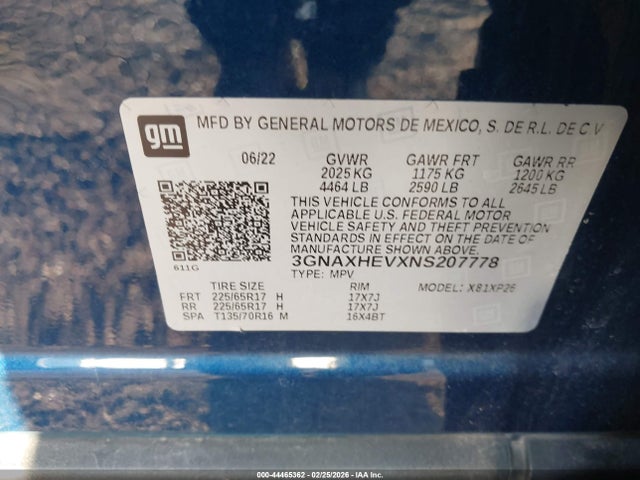 gm
MFD BY GENERAL MOTORS DE MEXICO, S. DE R.L. DE C V
06/22 GVWR GAWR FRT GAWR RR
2025 KG 1175 KG 1200 KG
4464 LB 2590 LB 2645 LB
THIS VEHICLE CONFORMS TO ALL
APPLICABLE U.S. FEDERAL MOTOR
VEHICLE SAFETY AND THEFT PREVENTION
STANDARDS IN EFFECT ON THE DATE OF
MANUFACTURE SHOWN ABOVE.
3GNAXHEVXNS207778
611G
TYPE: MPV
MODEL: X81XP26
TIRE SIZE RIM
FRT 225/65R17 H 17X7J
RR 225/65R17 H 17X7J
SPA T135/70R16 M 16X4BT
000-44465362 - 02/25/2026 - IAA Inc.